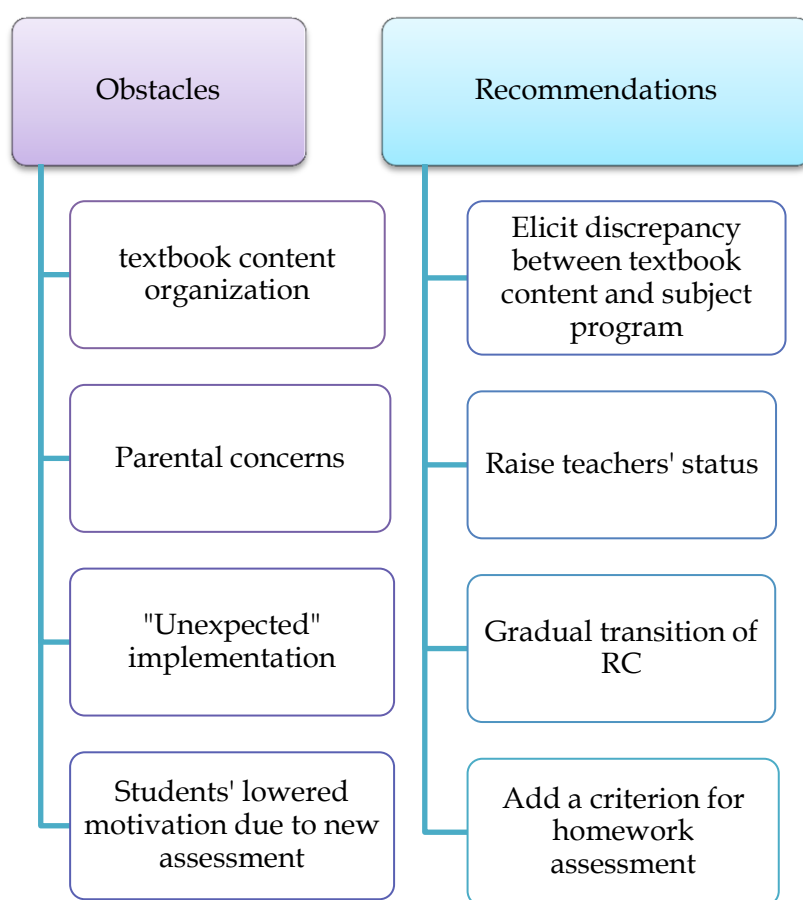 Obstacles
textbook content
organization
Parental concerns
"Unexpected"
implementation
Students' lowered
motivation due to new
assessment
Recommendations
Elicit discrepancy
between textbook
content and subject
program
Raise teachers' status
Gradual transition of
RC
Add a criterion for
homework
assessment